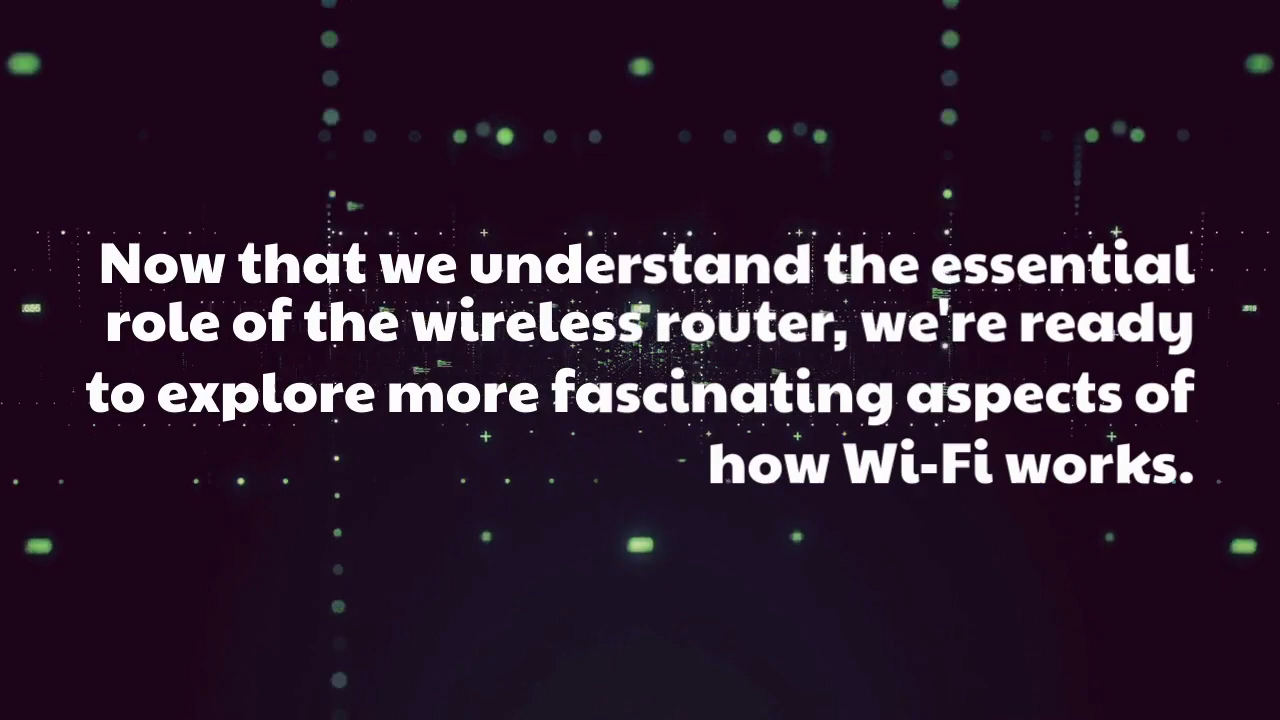 Now that we understand the essential
role of the wireless router, we're ready
to explore more fascinating aspects of
how Wi-Fi works.